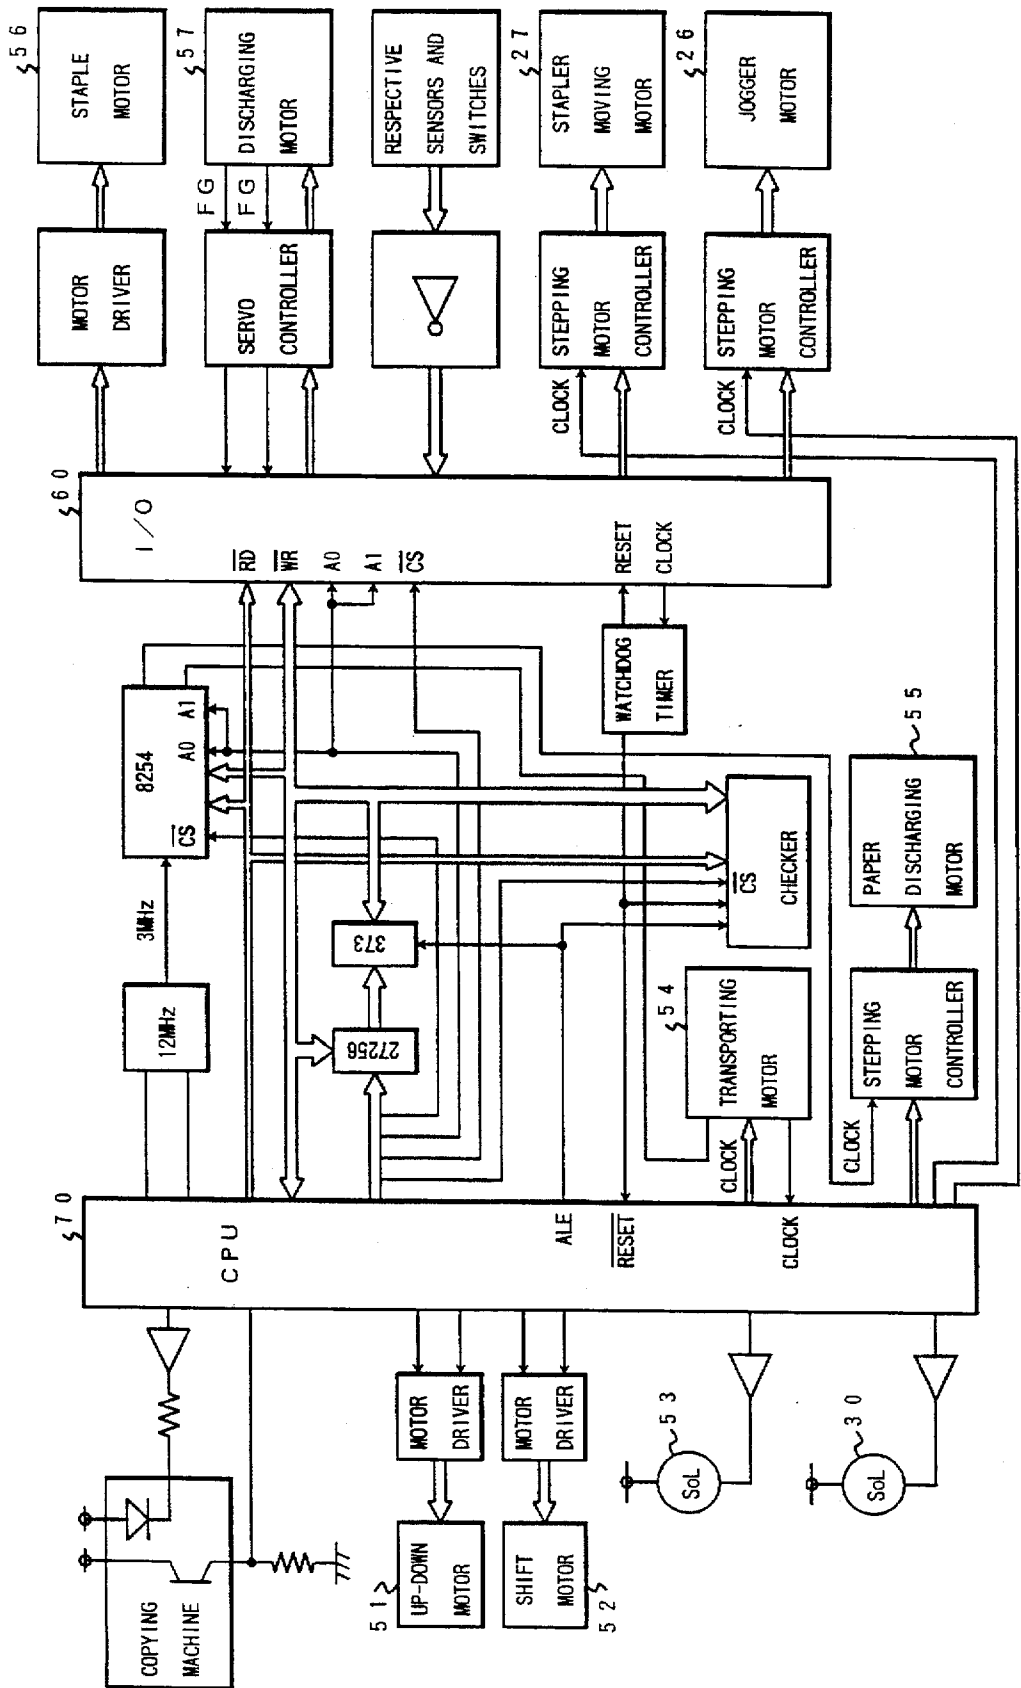 COPYING
MACHINE
UP-DOWN
MOTOR
51
SHIFT
MOTOR
52
MOTOR
DRIVER
MOTOR
DRIVER
SoL
53
SoL
30
70
CPU
ALE
RESET
CLOCK
12MHz
3MHz
27256
373
8254
CS
A0
A1
CHECKER
CS
TRANSPORTING
MOTOR
54
CLOCK
STEPPING
MOTOR
CONTROLLER
CLOCK
PAPER
DISCHARGING
MOTOR
55
WATCHDOG
TIMER
60
I/O
RD
WR
A0
A1
CS
RESET
CLOCK
MOTOR
DRIVER
STAPLE
MOTOR
56
SERVO
CONTROLLER
FG
FG
DISCHARGING
MOTOR
57
RESPECTIVE
SENSORS AND
SWITCHES
CLOCK
STEPPING
MOTOR
CONTROLLER
STAPLER
MOVING
MOTOR
27
CLOCK
STEPPING
MOTOR
CONTROLLER
JOGGER
MOTOR
26